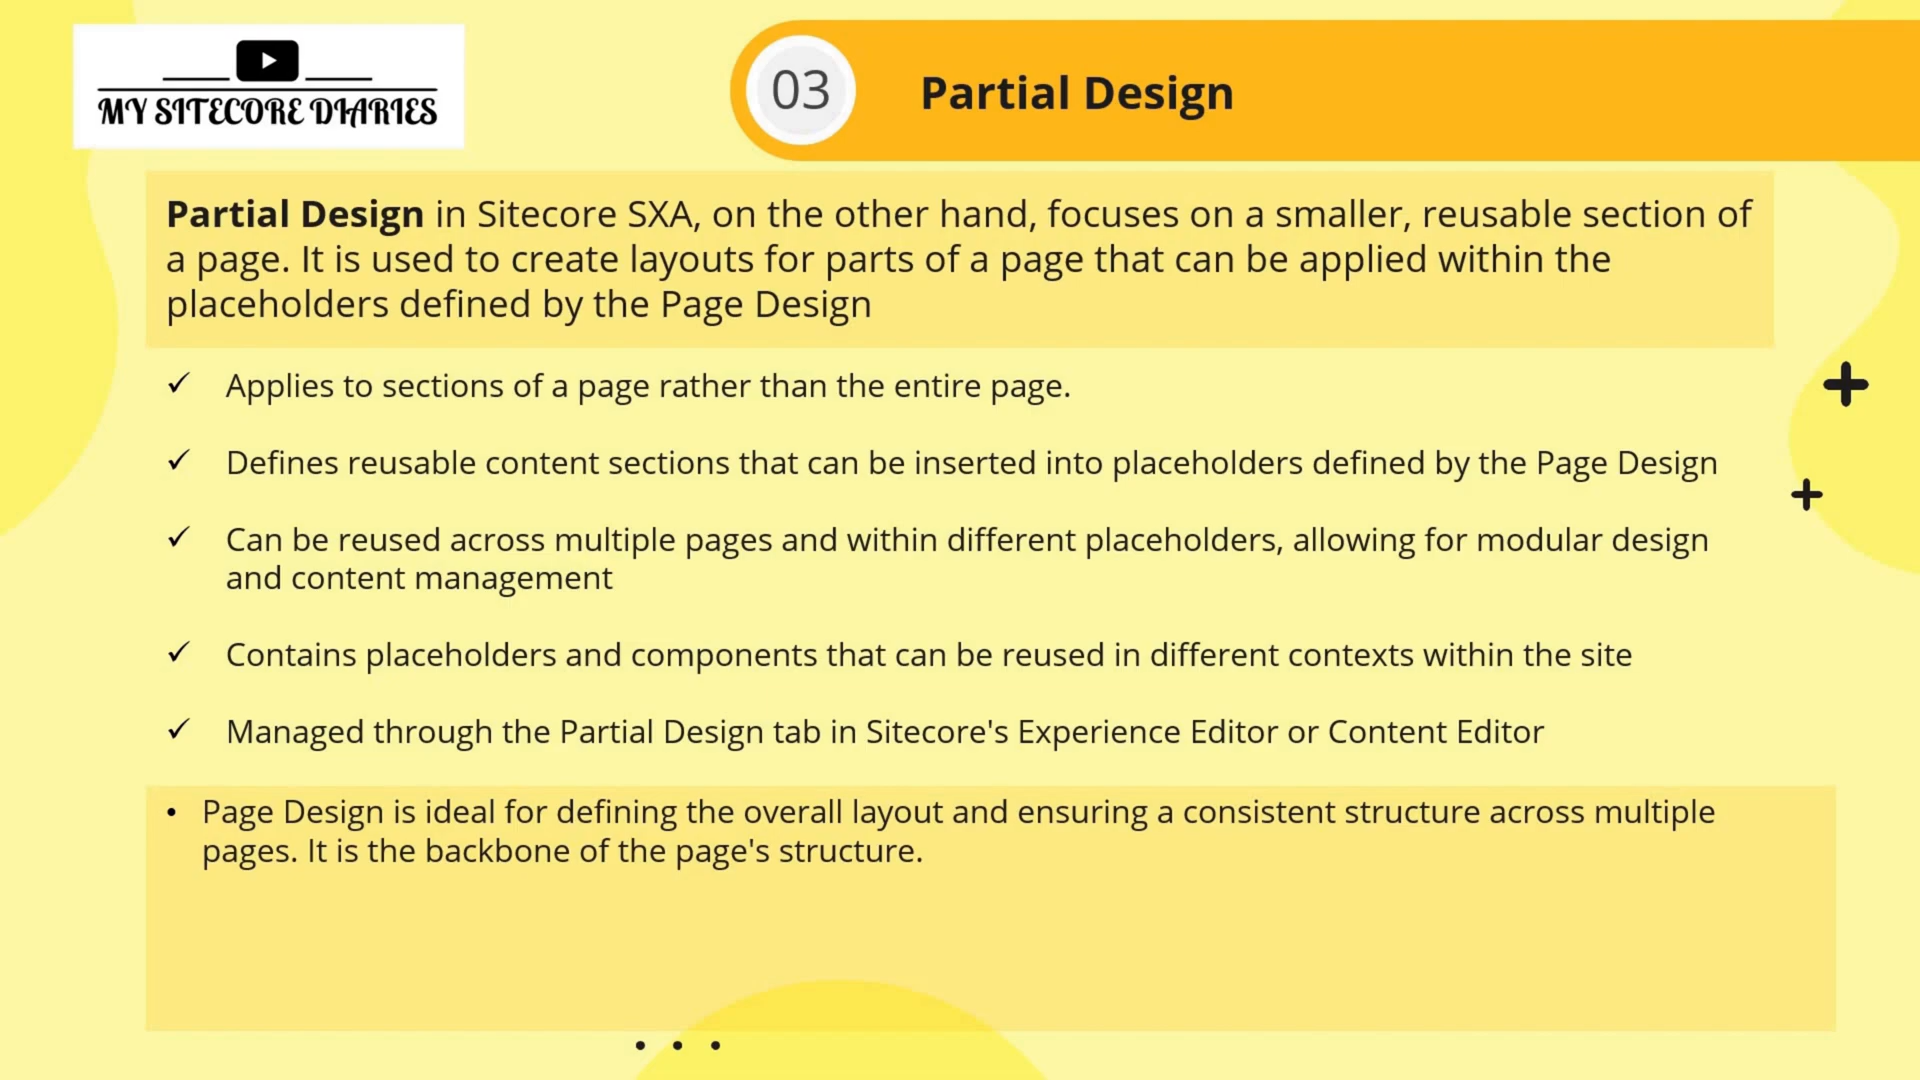 MY SITECORE DIARIES
03
Partial Design
Partial Design in Sitecore SXA, on the other hand, focuses on a smaller, reusable section of
a page. It is used to create layouts for parts of a page that can be applied within the
placeholders defined by the Page Design
✓ Applies to sections of a page rather than the entire page.
✓ Defines reusable content sections that can be inserted into placeholders defined by the Page Design
✓ Can be reused across multiple pages and within different placeholders, allowing for modular design
and content management
✓ Contains placeholders and components that can be reused in different contexts within the site
✓ Managed through the Partial Design tab in Sitecore's Experience Editor or Content Editor
• Page Design is ideal for defining the overall layout and ensuring a consistent structure across multiple
pages. It is the backbone of the page's structure.